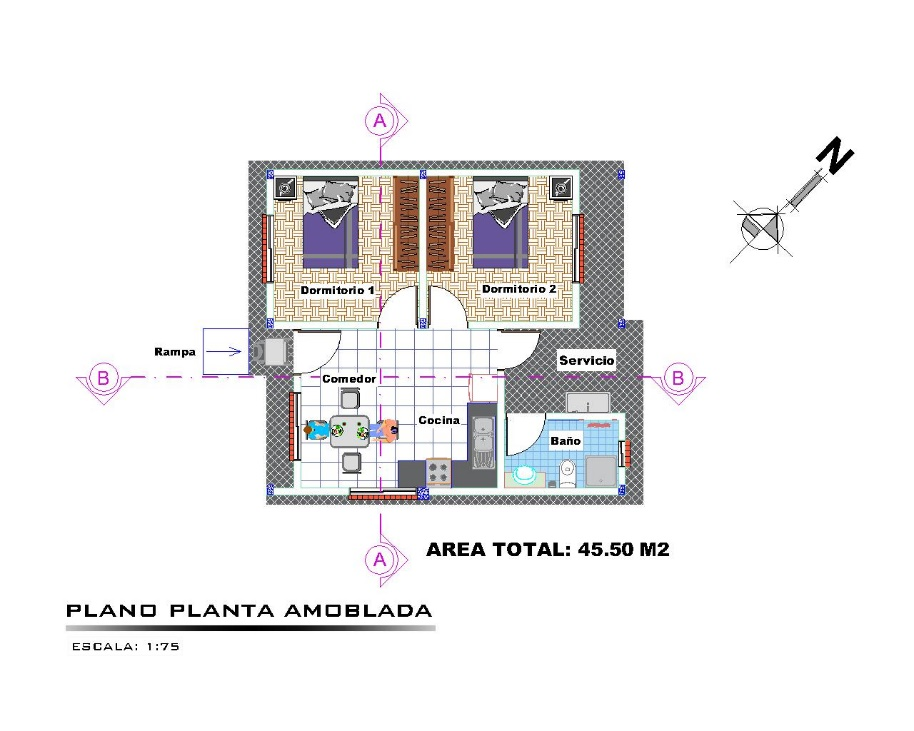 A
N
Dormitorio 1
Dormitorio 2
Rampa
Servicio
B
Comedor
B
Cocina
Baño
AREA TOTAL: 45.50 M2
A
PLANO PLANTA AMOBLADA
ESCALA: 1:75